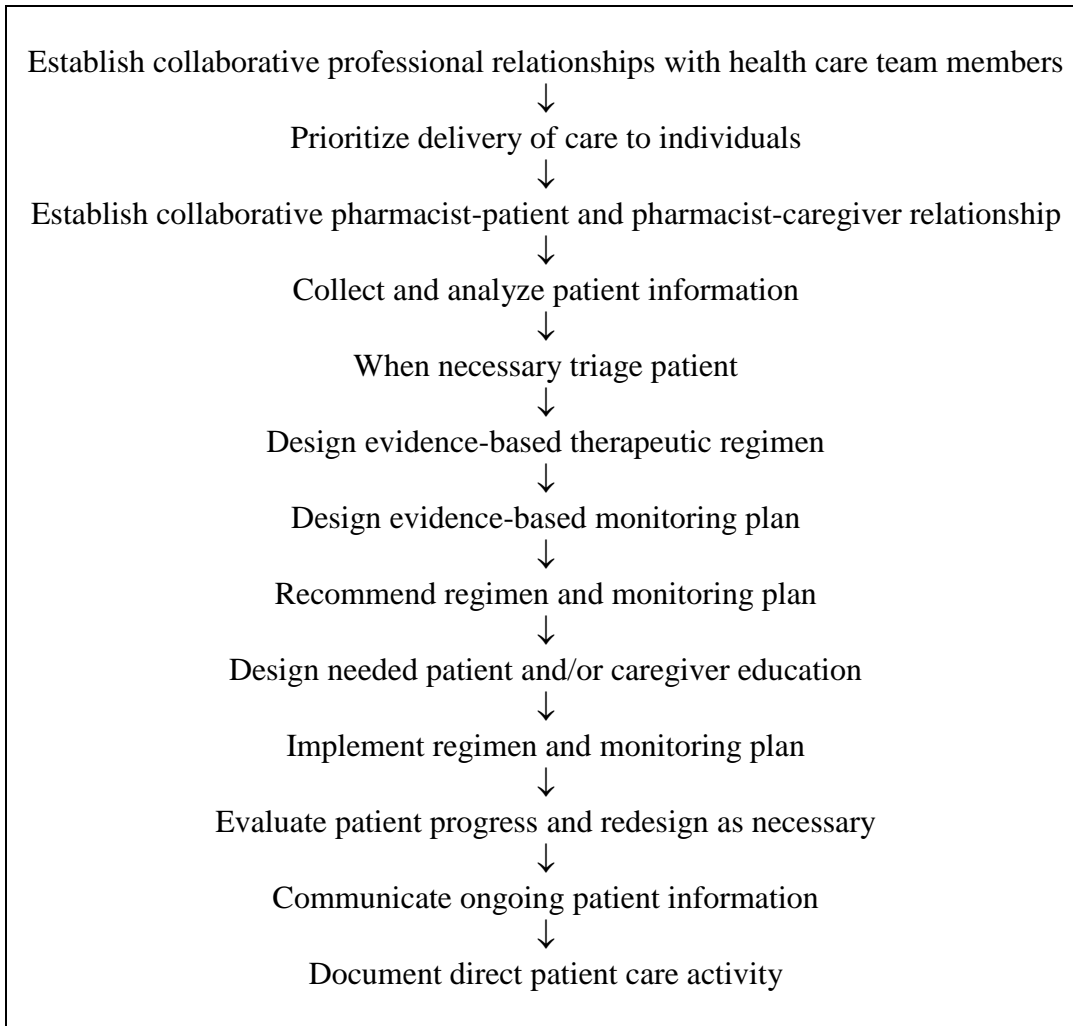 Establish collaborative professional relationships with health care team members
↓
Prioritize delivery of care to individuals
↓
Establish collaborative pharmacist-patient and pharmacist-caregiver relationship
↓
Collect and analyze patient information
↓
When necessary triage patient
↓
Design evidence-based therapeutic regimen
↓
Design evidence-based monitoring plan
↓
Recommend regimen and monitoring plan
↓
Design needed patient and/or caregiver education
↓
Implement regimen and monitoring plan
↓
Evaluate patient progress and redesign as necessary
↓
Communicate ongoing patient information
↓
Document direct patient care activity